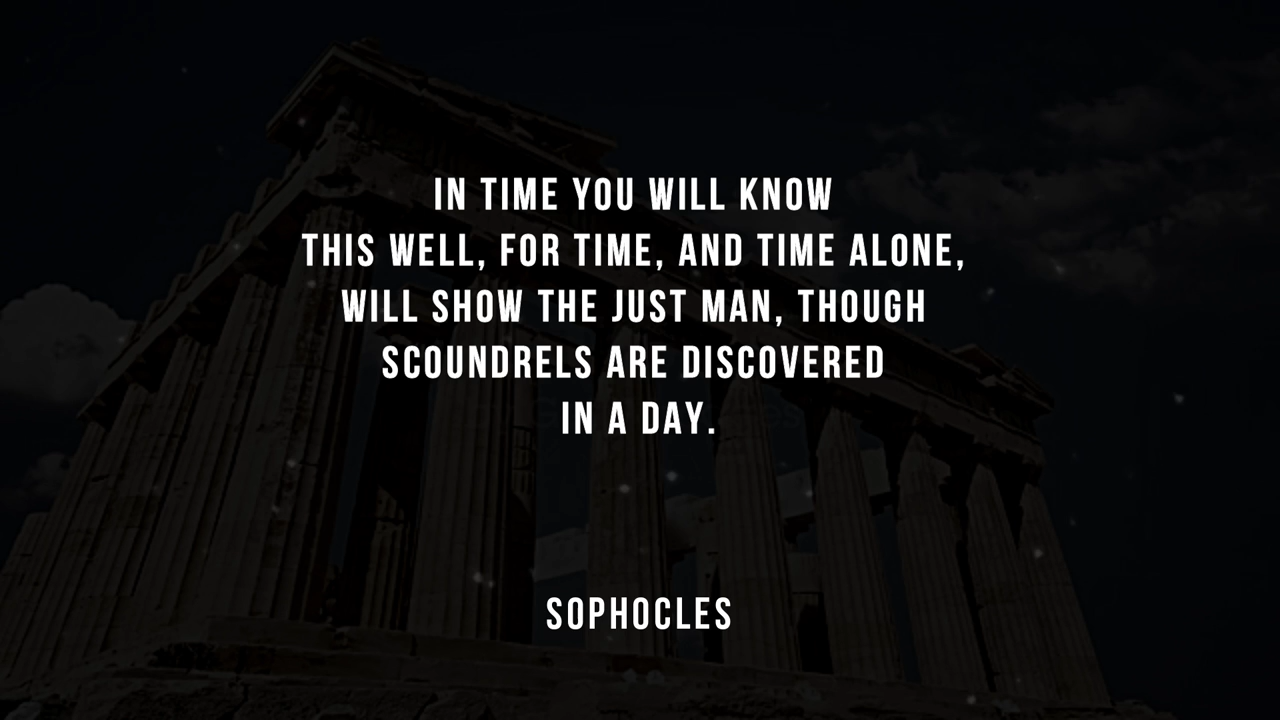 IN TIME YOU WILL KNOW
THIS WELL, FOR TIME, AND TIME ALONE,
WILL SHOW THE JUST MAN, THOUGH
SCOUNDRELS ARE DISCOVERED
IN A DAY.
SOPHOCLES